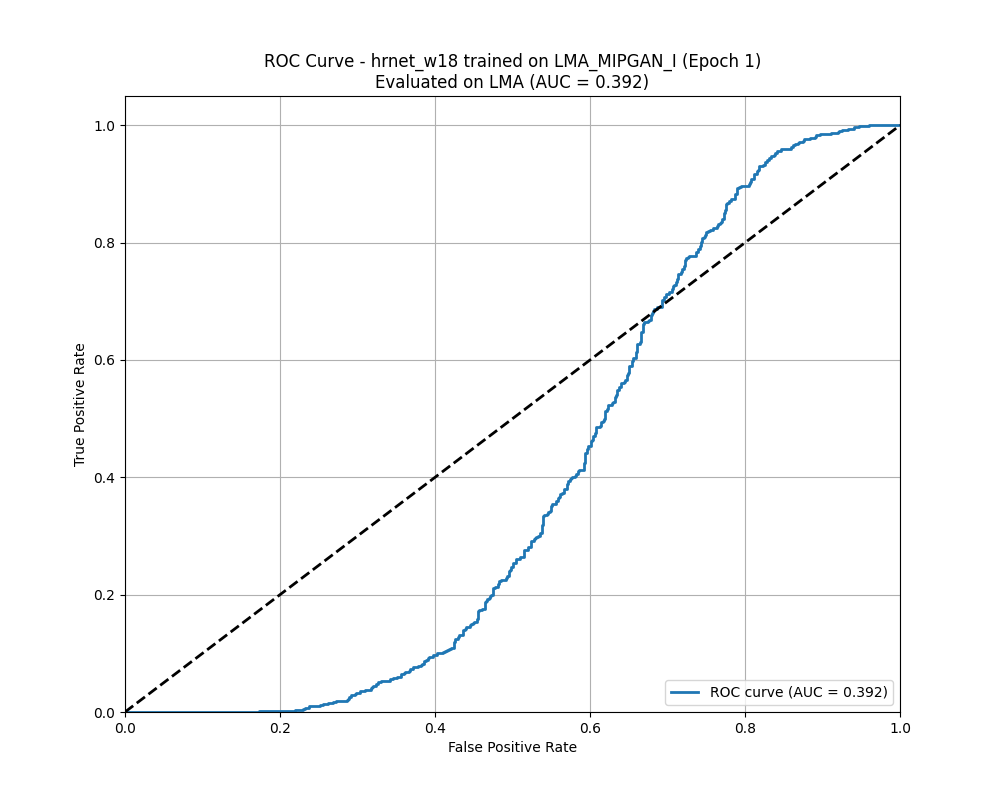 ROC Curve - hrnet_w18 trained on LMA_MIPGAN_I (Epoch 1)
Evaluated on LMA (AUC = 0.392)
True Positive Rate
1.0
0.8
0.6
0.4
0.2
0.0
ROC curve (AUC = 0.392)
0.0 0.2 0.4 0.6 0.8 1.0
False Positive Rate